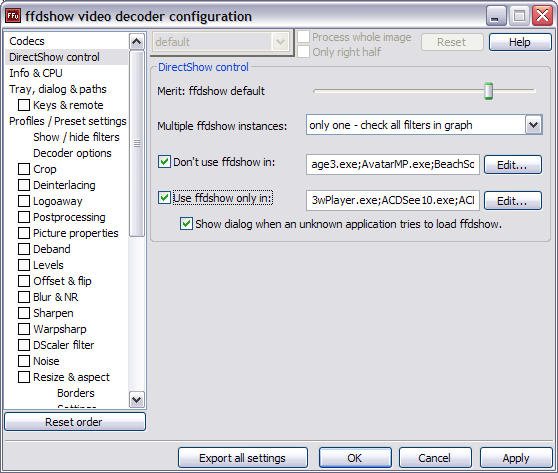 ffdshow video decoder configuration
Codecs
DirectShow control
Info & CPU
Tray, dialog & paths
Keys & remote
Profiles / Preset settings
Show / hide filters
Decoder options
Crop
Deinterlacing
Logoaway
Postprocessing
Picture properties
Deband
Levels
Offset & flip
Blur & NR
Sharpen
Warpsharp
DScaler filter
Noise
Resize & aspect
Borders
Settings
Reset order
default
Process whole image
Only right half
Reset
Help
DirectShow control
Merit: ffdshow default
Multiple ffdshow instances:
only one - check all filters in graph
Don't use ffdshow in:
age3.exe;AvatarMP.exe;BeachSc
Edit...
Use ffdshow only in:
3wPlayer.exe;ACDSee10.exe;ACI
Edit...
Show dialog when an unknown application tries to load ffdshow.
Export all settings
OK
Cancel
Apply